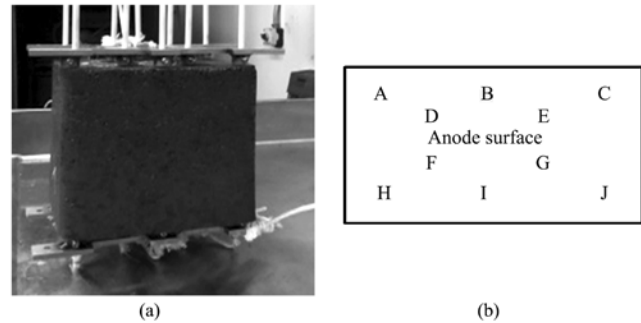 A B C
D E
Anode surface
F G
H I J
(a) (b)